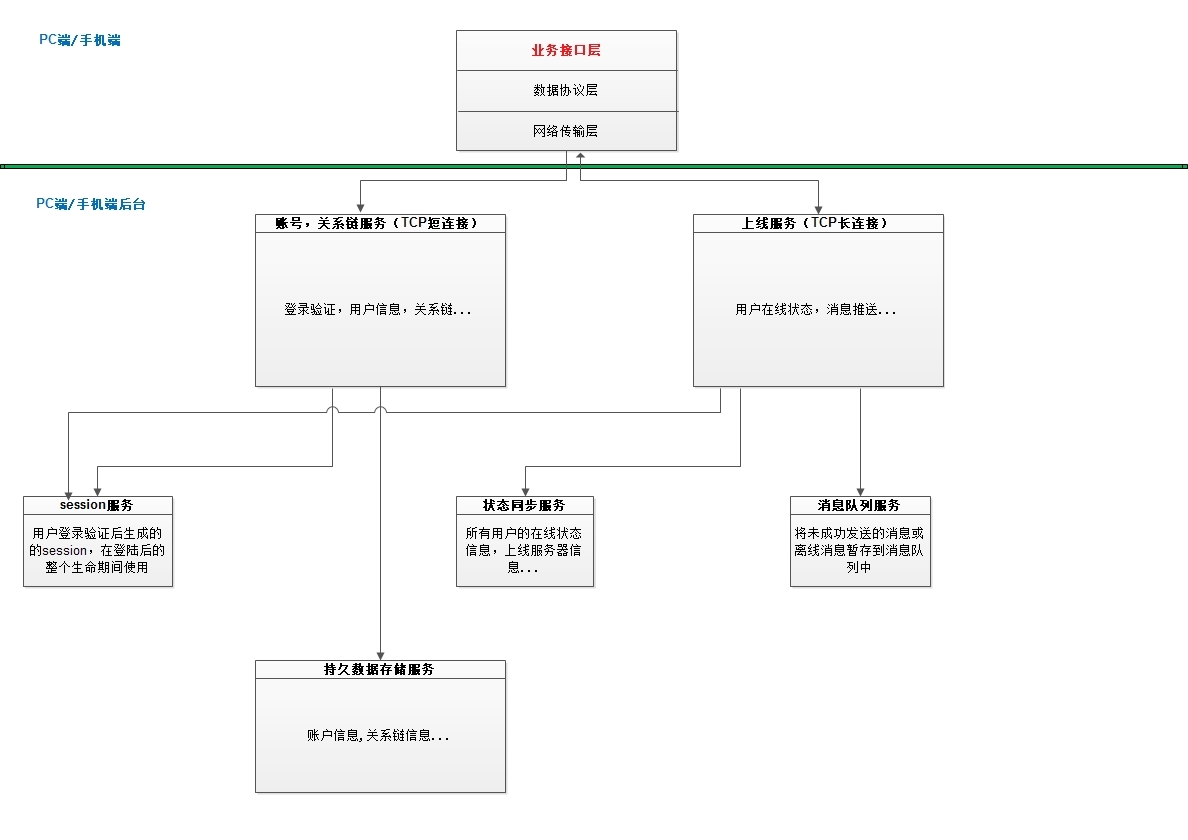 PC端/手机端
业务接口层
数据协议层
网络传输层
PC端/手机端后台
账号，关系链服务（TCP短连接）
登录验证，用户信息，关系链...
上线服务（TCP长连接）
用户在线状态，消息推送...
session服务
用户登录验证后生成的
的session，在登陆后的
整个生命期间使用
状态同步服务
所有用户的在线状态
信息，上线服务器信
息...
消息队列服务
将未成功发送的消息或
离线消息暂存到消息队
列中
持久数据存储服务
账户信息,关系链信息...